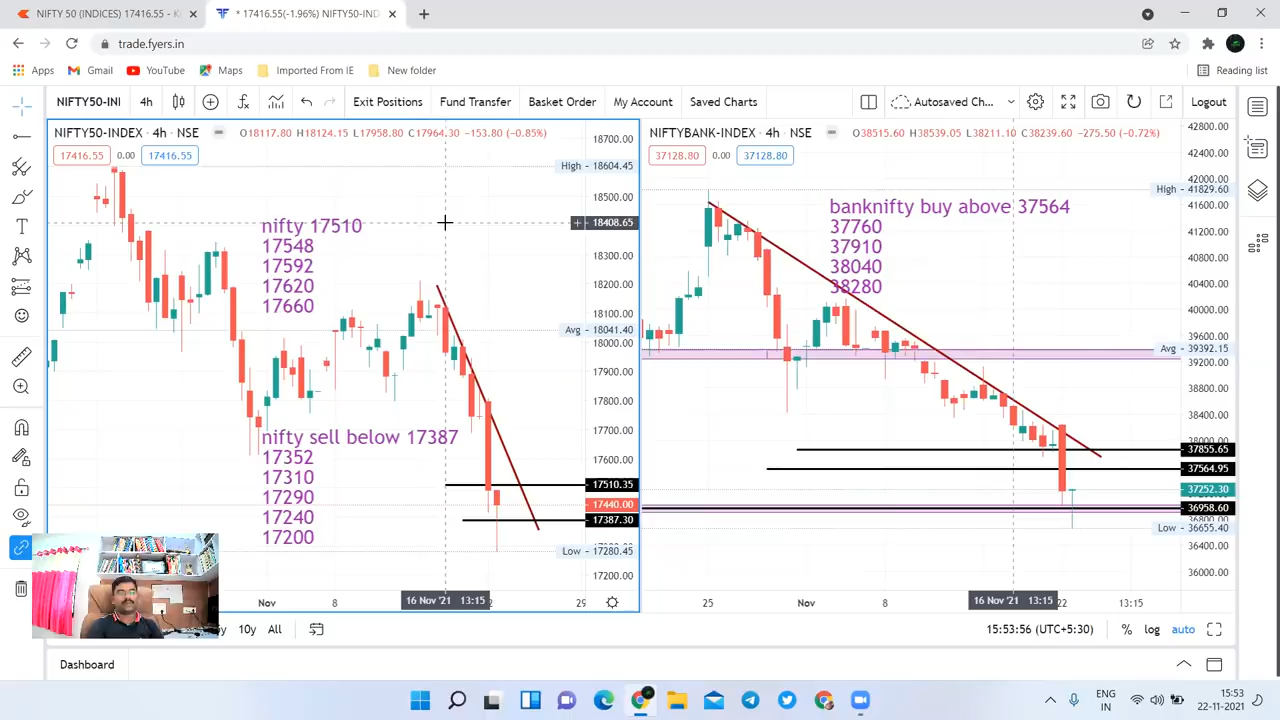 NIFTY 50 (INDICES) 17416.55 - K
* 17416.55(-1.96%) NIFTY50-IND
trade.fyers.in
Apps Gmail YouTube Maps Imported From IE New folder Reading list
NIFTY50-INI 4h Exit Positions Fund Transfer Basket Order My Account Saved Charts Autosaved Ch... Logout
NIFTY50-INDEX · 4h · NSE O18117.80 H18124.15 L17958.80 C17964.30 -153.80 (-0.85%)
17416.55 0.00 17416.55
18700.00
High - 18604.45
18500.00
18408.65
18300.00
18200.00
18100.00
Avg - 18041.40
18000.00
17900.00
17800.00
17700.00
17600.00
17510.35
17440.00
17387.30
Low - 17280.45
17200.00
nifty 17510
17548
17592
17620
17660
nifty sell below 17387
17352
17310
17290
17240
17200
Nov 8 16 Nov '21 13:15 2 29
NIFTYBANK-INDEX · 4h · NSE O38515.60 H38539.05 L38211.10 C38239.60 -275.50 (-0.72%)
37128.80 0.00 37128.80
banknifty buy above 37564
37760
37910
38040
38280
42800.00
42400.00
42000.00
High - 41829.60
41600.00
41200.00
40800.00
40400.00
40000.00
39600.00
Avg - 39392.15
39200.00
38800.00
38400.00
38000.00
37855.65
37564.95
37252.30
36958.60
36800.00
Low - 36655.40
36400.00
36000.00
25 Nov 8 16 Nov '21 13:15 22 13:15
y 10y All 15:53:56 (UTC+5:30) % log auto
Dashboard
ENG
IN
15:53
22-11-2021